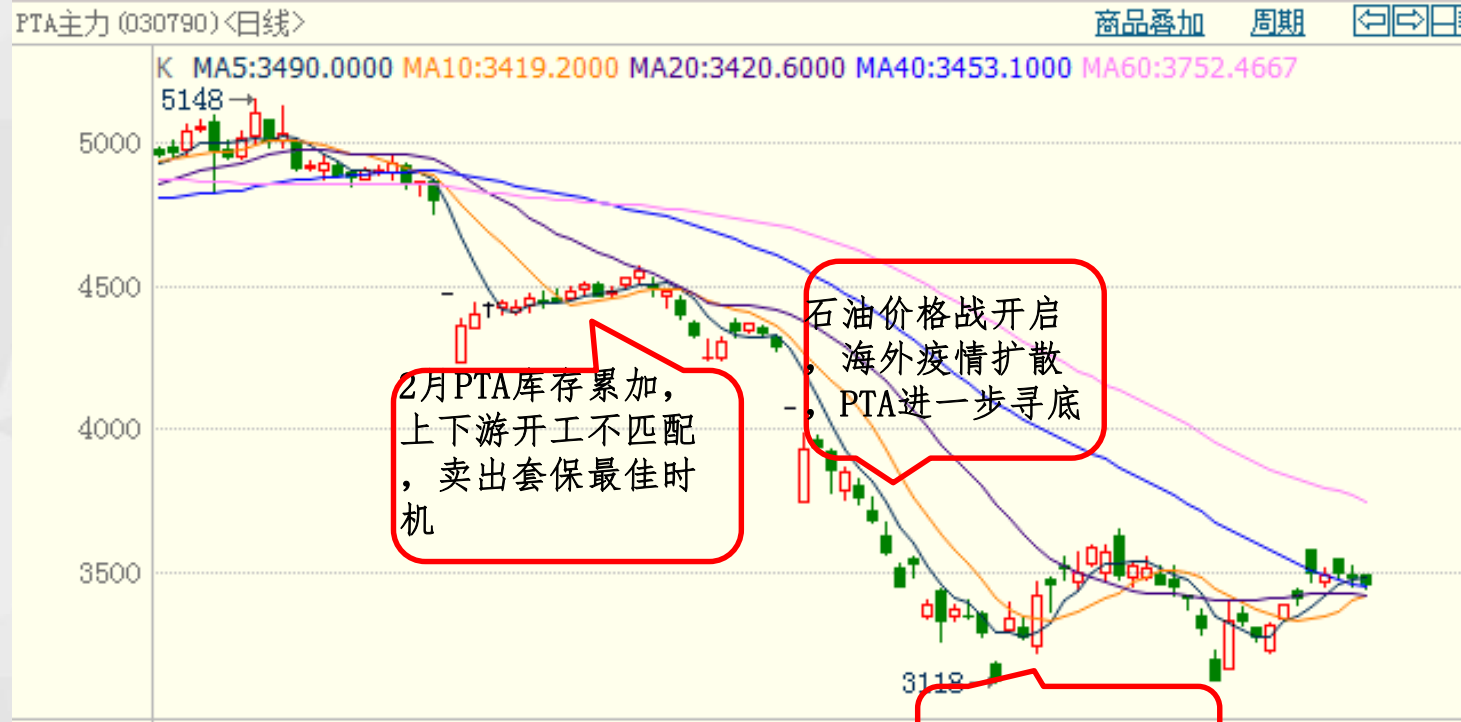 PTA主力(030790)<日线> 商品叠加 周期
K MA5:3490.0000 MA10:3419.2000 MA20:3420.6000 MA40:3453.1000 MA60:3752.4667
5148
5000
4500
石油价格战开启
，海外疫情扩散
，PTA进一步寻底
2月PTA库存累加，
上下游开工不匹配
，卖出套保最佳时
机
4000
3500
3118